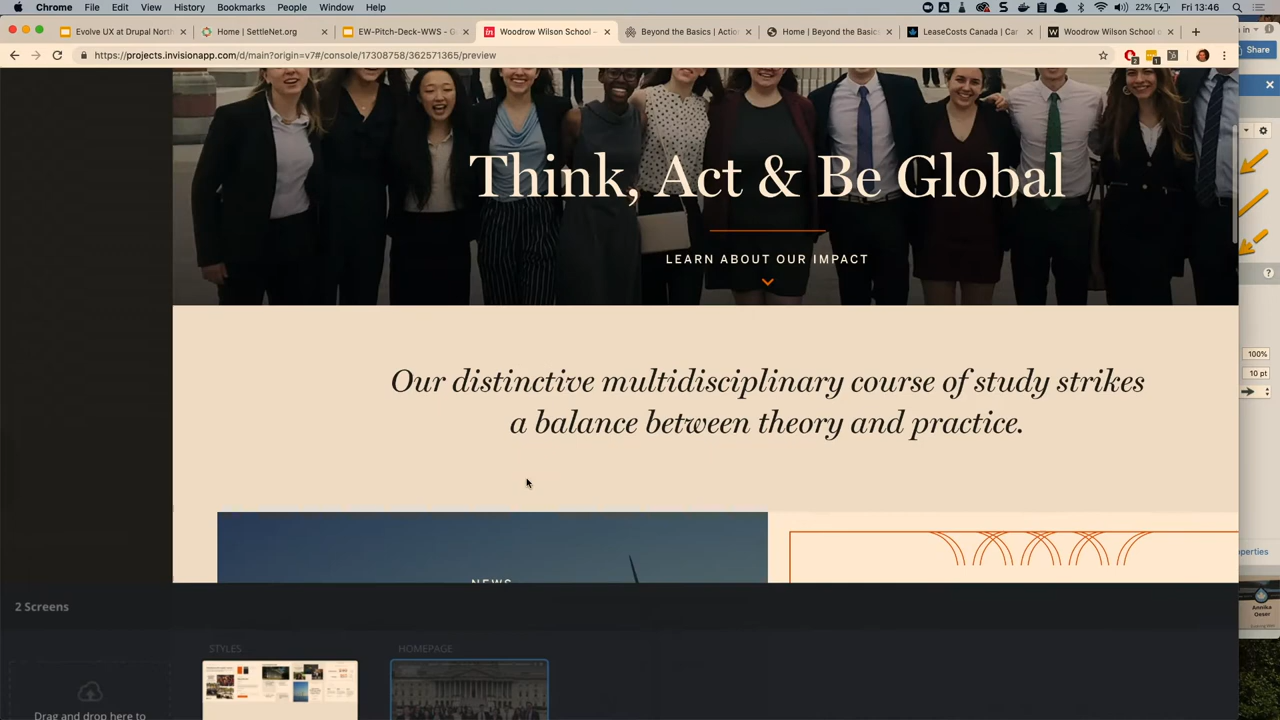 Chrome File Edit View History Bookmarks People Window Help
22% Fri 13:46
Evolve UX at Drupal North
Home | SettleNet.org
EW-Pitch-Deck-WWS - G
Woodrow Wilson School –
Beyond the Basics | Actio
Home | Beyond the Basic
LeaseCosts Canada | Car
Woodrow Wilson School o
https://projects.invisionapp.com/d/main?origin=v7#/console/17308758/362571365/preview
Share
Think, Act & Be Global
LEARN ABOUT OUR IMPACT
Our distinctive multidisciplinary course of study strikes
a balance between theory and practice.
100%
10 pt
NEWS
operties
2 Screens
Annika
Oeser
STYLES
HOMEPAGE
Drag and drop here to